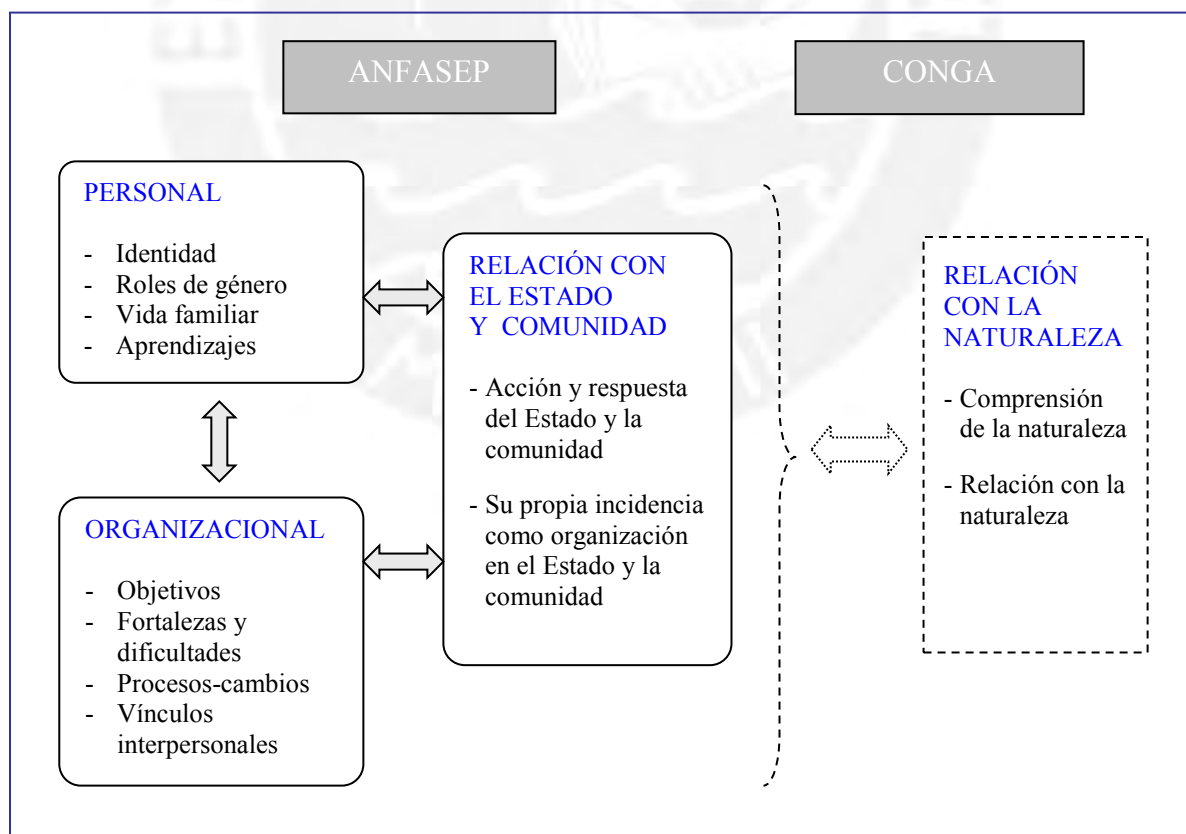 ANFASEP
CONGA
PERSONAL
- Identidad
- Roles de género
- Vida familiar
- Aprendizajes
ORGANIZACIONAL
- Objetivos
- Fortalezas y
dificultades
- Procesos-cambios
- Vínculos
interpersonales
RELACIÓN CON
EL ESTADO
Y COMUNIDAD
- Acción y respuesta
del Estado y la
comunidad
- Su propia incidencia
como organización
en el Estado y la
comunidad
RELACIÓN
CON LA
NATURALEZA
- Comprensión
de la naturaleza
- Relación con la
naturaleza